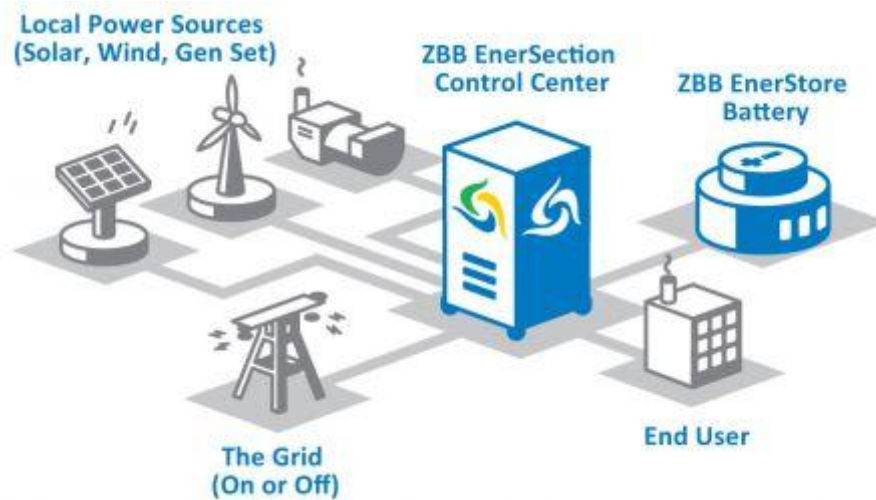 Local Power Sources
(Solar, Wind, Gen Set)
ZBB EnerSection
Control Center
ZBB EnerStore
Battery
The Grid
(On or Off)
End User